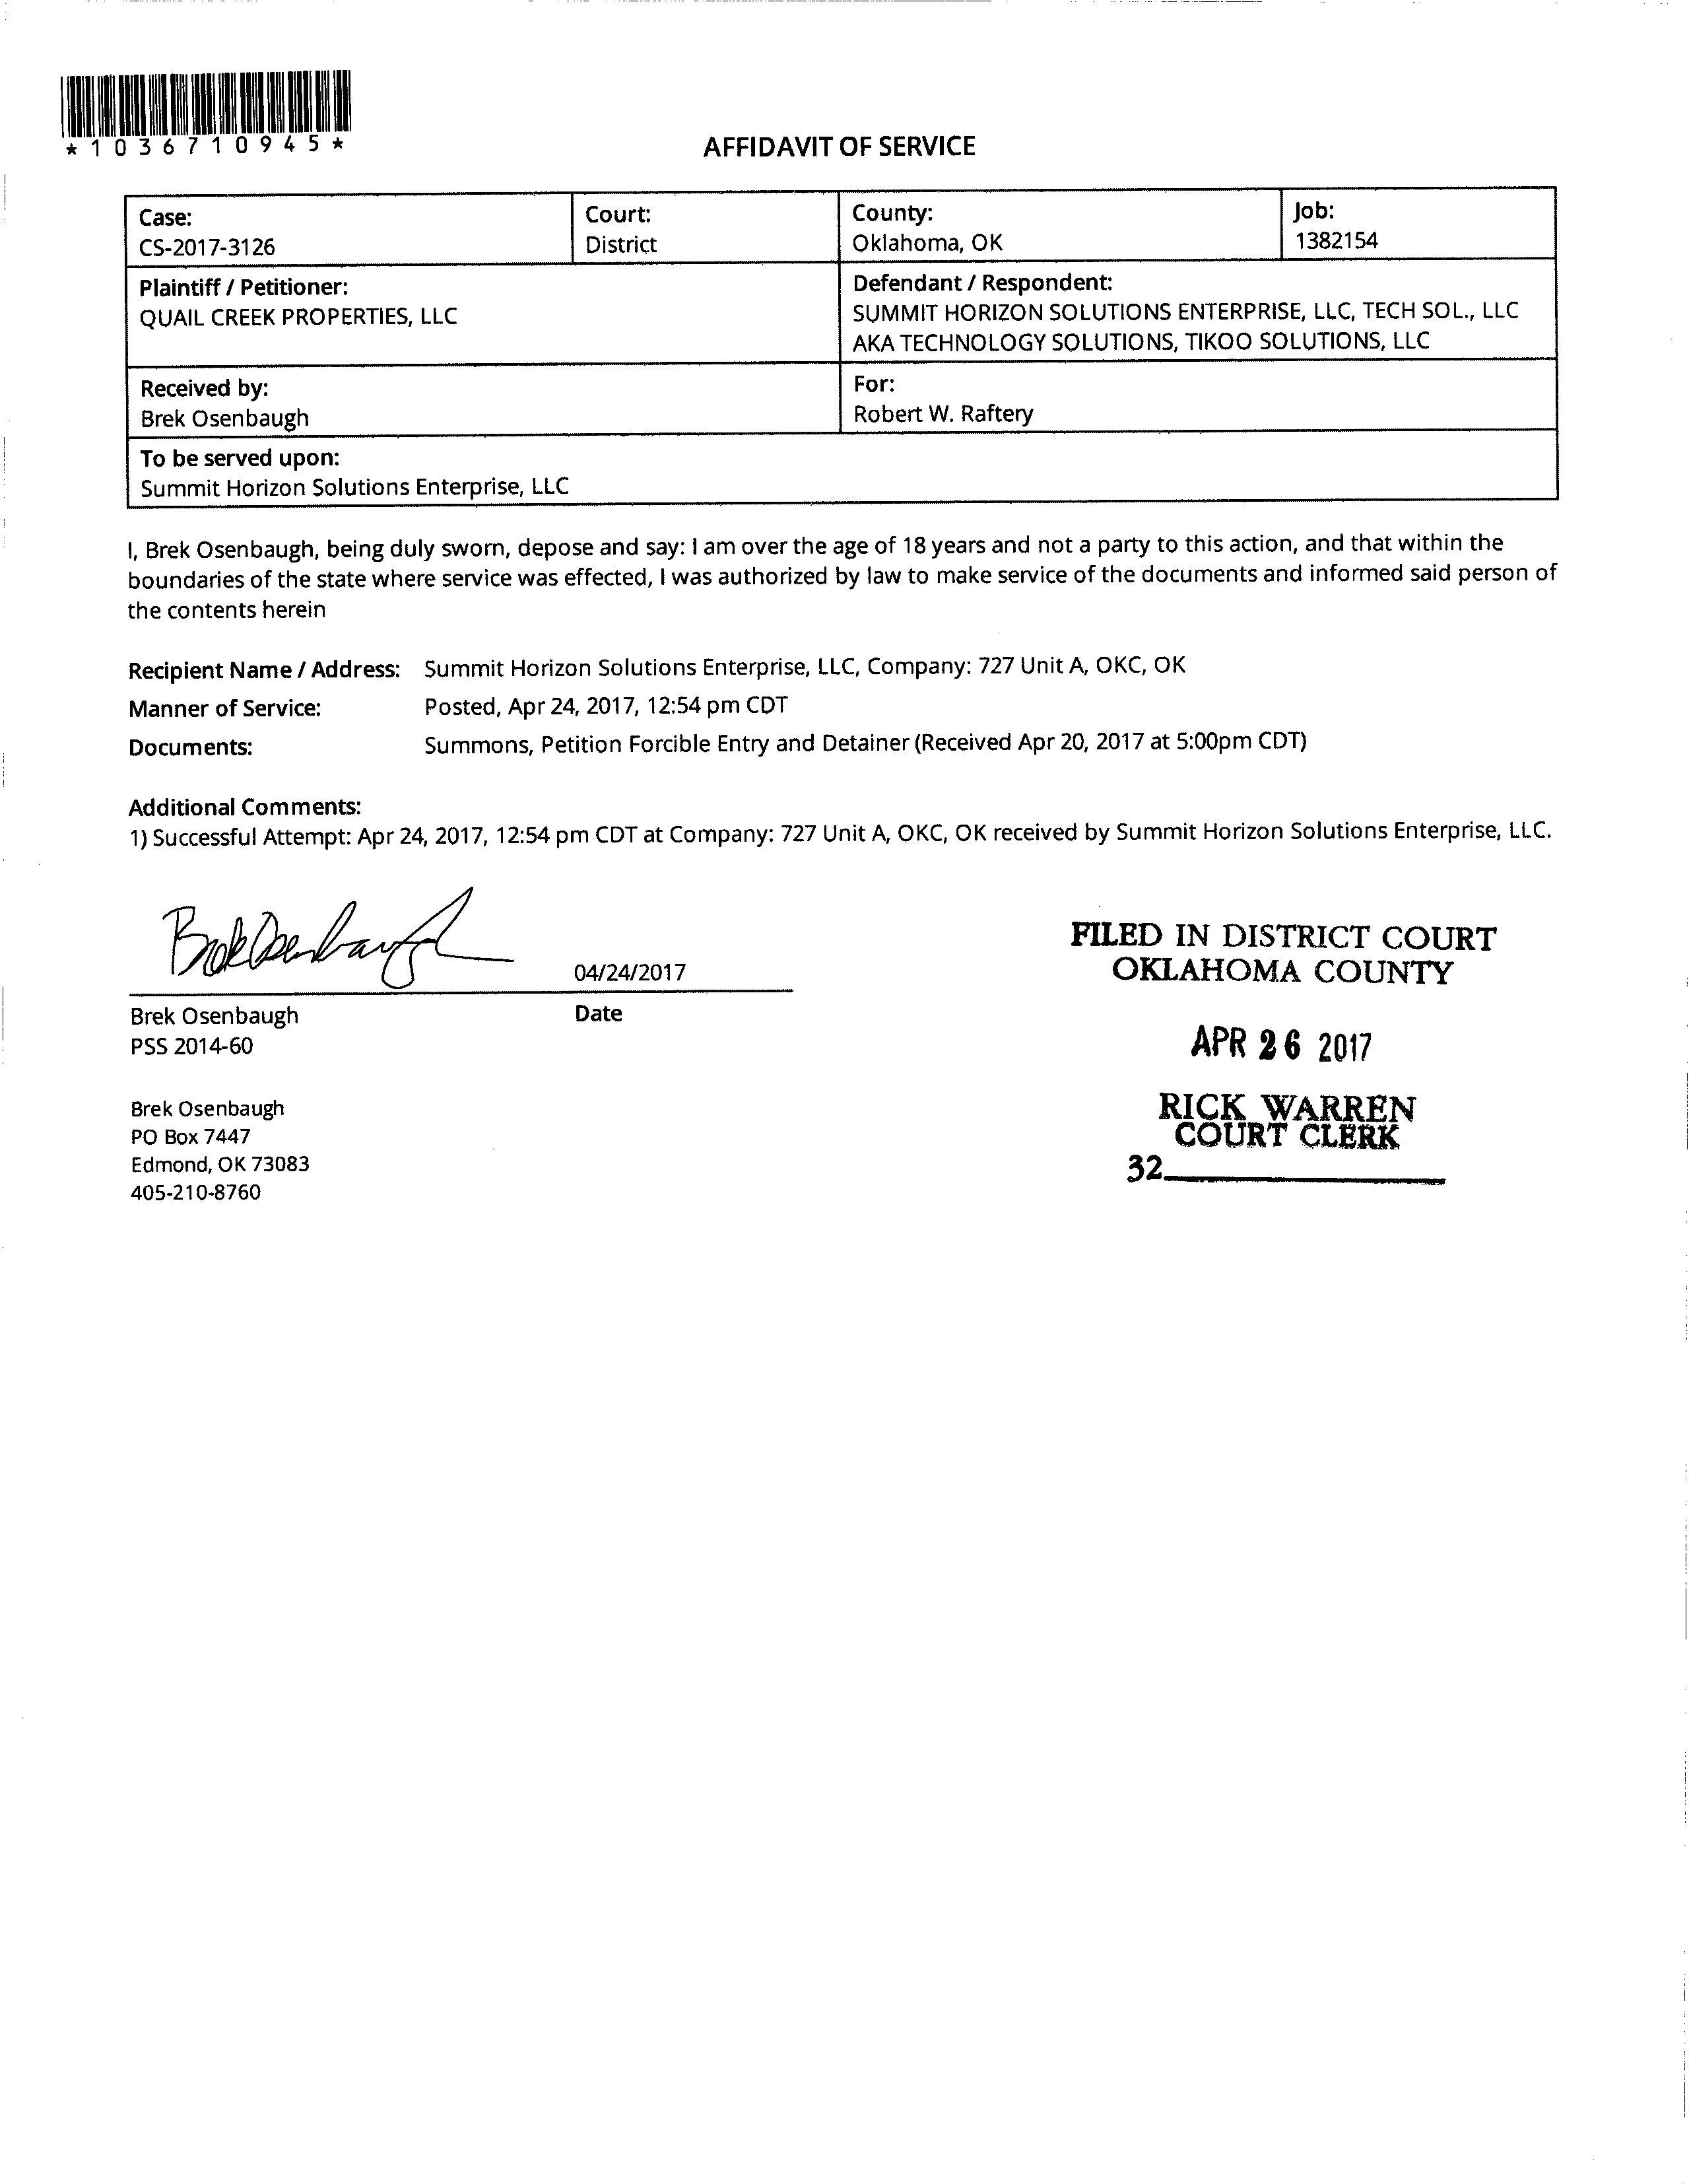 *1036710945*
AFFIDAVIT OF SERVICE
Case:
CS-2017-3126
Court:
District
County:
Oklahoma, OK
Job:
1382154
Plaintiff / Petitioner:
QUAIL CREEK PROPERTIES, LLC
Defendant / Respondent:
SUMMIT HORIZON SOLUTIONS ENTERPRISE, LLC, TECH SOL., LLC
AKA TECHNOLOGY SOLUTIONS, TIKOO SOLUTIONS, LLC
Received by:
Brek Osenbaugh
For:
Robert W. Raftery
To be served upon:
Summit Horizon Solutions Enterprise, LLC
I, Brek Osenbaugh, being duly sworn, depose and say: I am over the age of 18 years and not a party to this action, and that within the
boundaries of the state where service was effected, I was authorized by law to make service of the documents and informed said person of
the contents herein
Recipient Name / Address: Summit Horizon Solutions Enterprise, LLC, Company: 727 Unit A, OKC, OK
Manner of Service: Posted, Apr 24, 2017, 12:54 pm CDT
Documents: Summons, Petition Forcible Entry and Detainer (Received Apr 20, 2017 at 5:00pm CDT)
Additional Comments:
1) Successful Attempt: Apr 24, 2017, 12:54 pm CDT at Company: 727 Unit A, OKC, OK received by Summit Horizon Solutions Enterprise, LLC.
Brek Osenbaugh
04/24/2017
Brek Osenbaugh
Date
PSS 2014-60
Brek Osenbaugh
PO Box 7447
Edmond, OK 73083
405-210-8760
FILED IN DISTRICT COURT
OKLAHOMA COUNTY
APR 26 2017
RICK WARREN
COURT CLERK
32